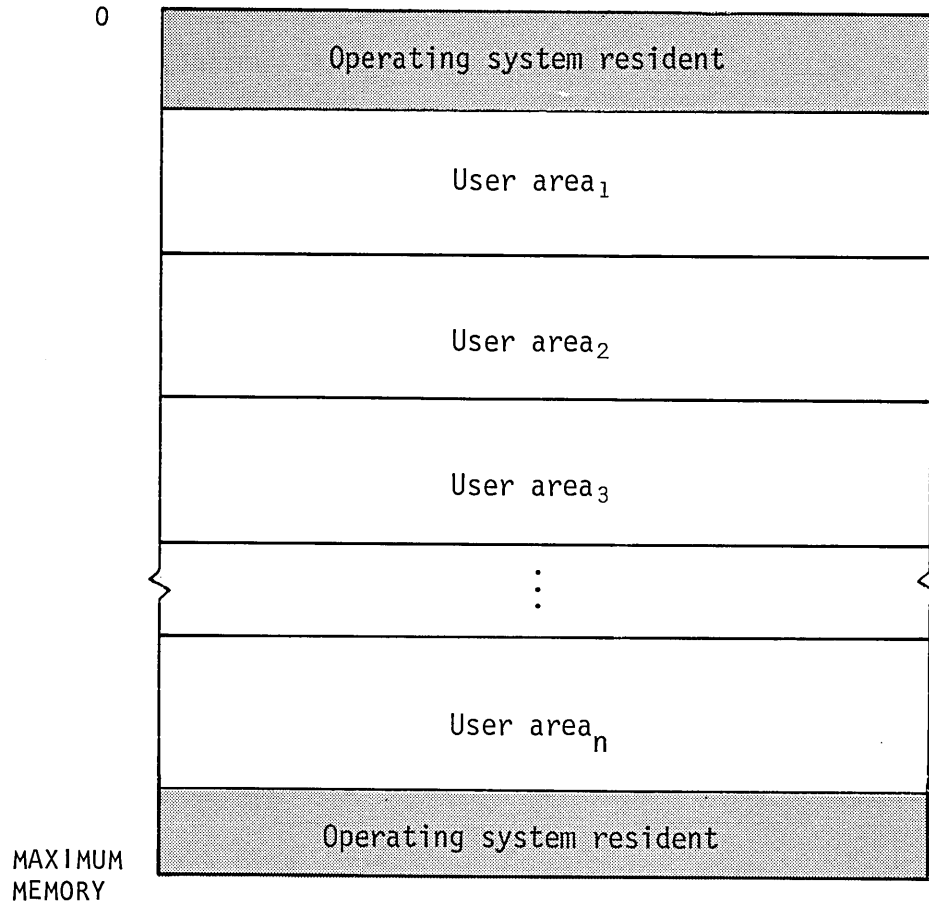 0
Operating system resident
User area₁
User area₂
User area₃
⋮
User areaₙ
Operating system resident
MAXIMUM
MEMORY